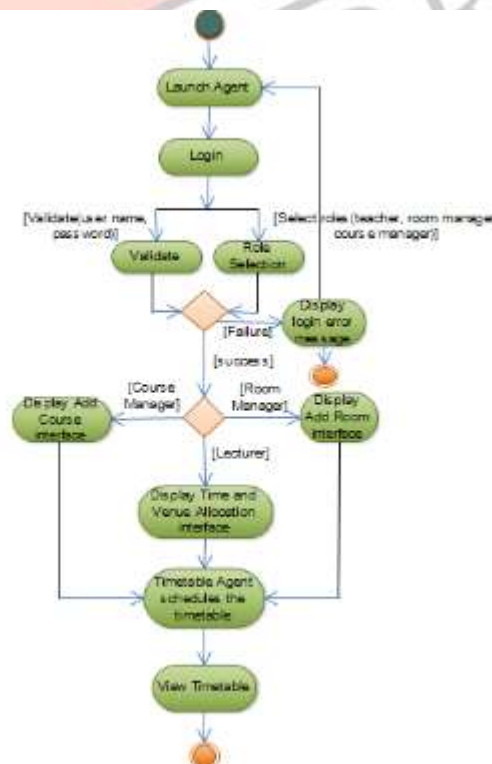 Launch Agent
Login
[Validate(user name,
pass word)]
[Select roles (teacher, room manager
cours e manager)]
Validate
Role
Selection
Display
login error
message
[Failure]
[success]
[Course
Manager]
[Room
Manager]
Display Add
Course
interface
Display
Add Room
interface
[Lecturer]
Display Time and
Venue Allocation
interface
Timetable Agent
schedules the
timetable
View Timetable